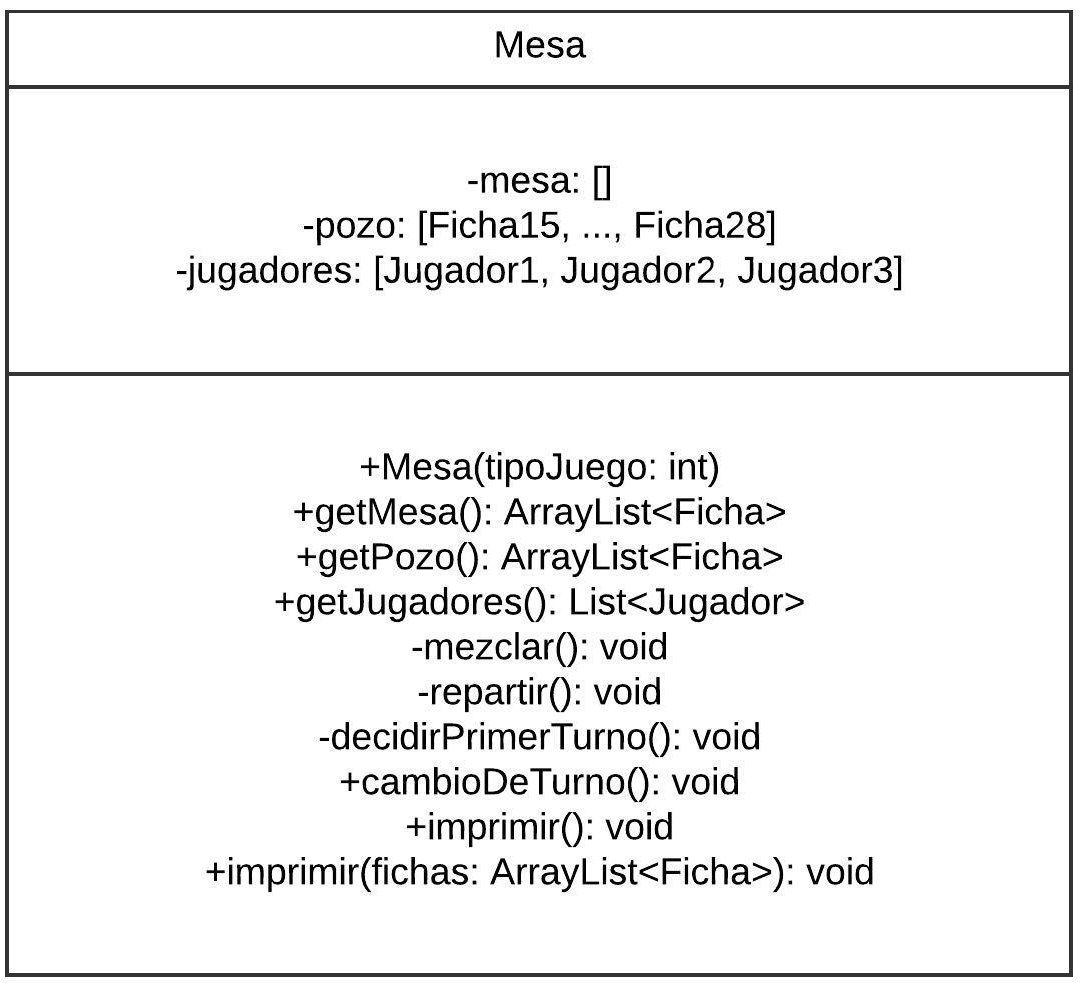 Mesa
-mesa: []
-pozo: [Ficha15, ..., Ficha28]
-jugadores: [Jugador1, Jugador2, Jugador3]
+Mesa(tipoJuego: int)
+getMesa(): ArrayList<Ficha>
+getPozo(): ArrayList<Ficha>
+getJugadores(): List<Jugador>
-mezclar(): void
-repartir(): void
-decidirPrimerTurno(): void
+cambioDeTurno(): void
+imprimir(): void
+imprimir(fichas: ArrayList<Ficha>): void